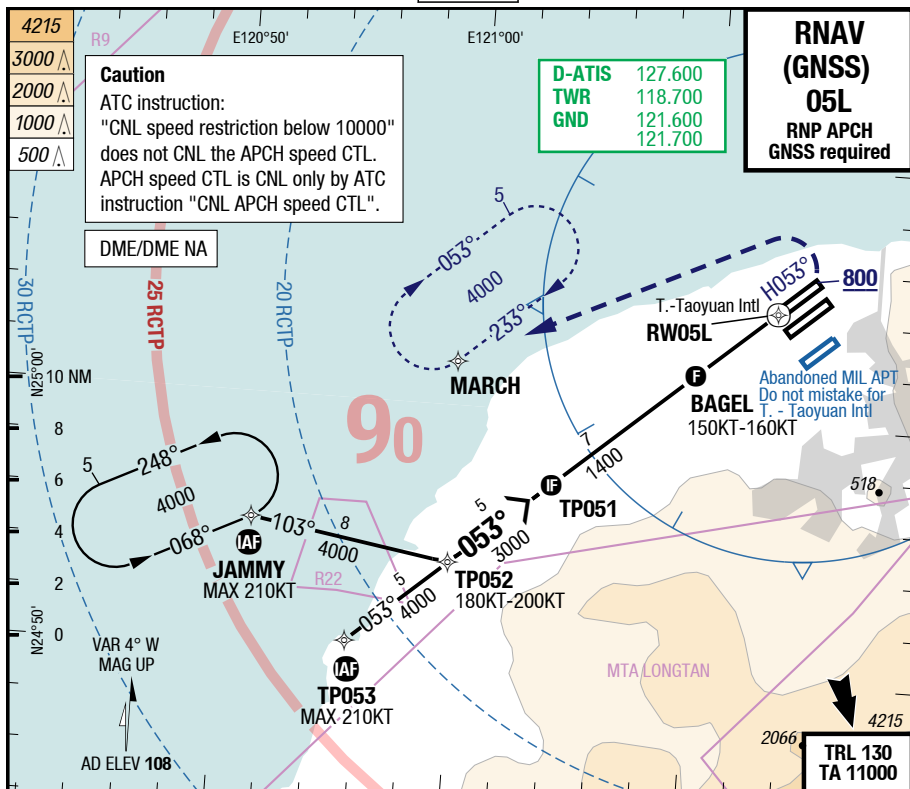 4215
3000
2000
1000
500
R9
E120°50'
E121°00'
Caution
ATC instruction:
"CNL speed restriction below 10000"
does not CNL the APCH speed CTL.
APCH speed CTL is CNL only by ATC
instruction "CNL APCH speed CTL".
DME/DME NA
D-ATIS 127.600
TWR 118.700
GND 121.600
121.700
RNAV
(GNSS)
05L
RNP APCH
GNSS required
30 RCTP
25 RCTP
20 RCTP
5
053°
4000
233°
MARCH
H053°
800
T.-Taoyuan Intl
RW05L
Abandoned MIL APT
Do not mistake for
T. - Taoyuan Intl
F
BAGEL
150KT-160KT
N25°00'
10 NM
8
6
4
2
0
N24°50'
90
7
1400
IF
TP051
518
5
248°
4000
068°
IAF
JAMMY
MAX 210KT
103°
8
4000
R22
5
053°
3000
TP052
180KT-200KT
5
053°
4000
IAF
TP053
MAX 210KT
VAR 4° W
MAG UP
AD ELEV 108
MTA LONGTAN
2066
4215
TRL 130
TA 11000